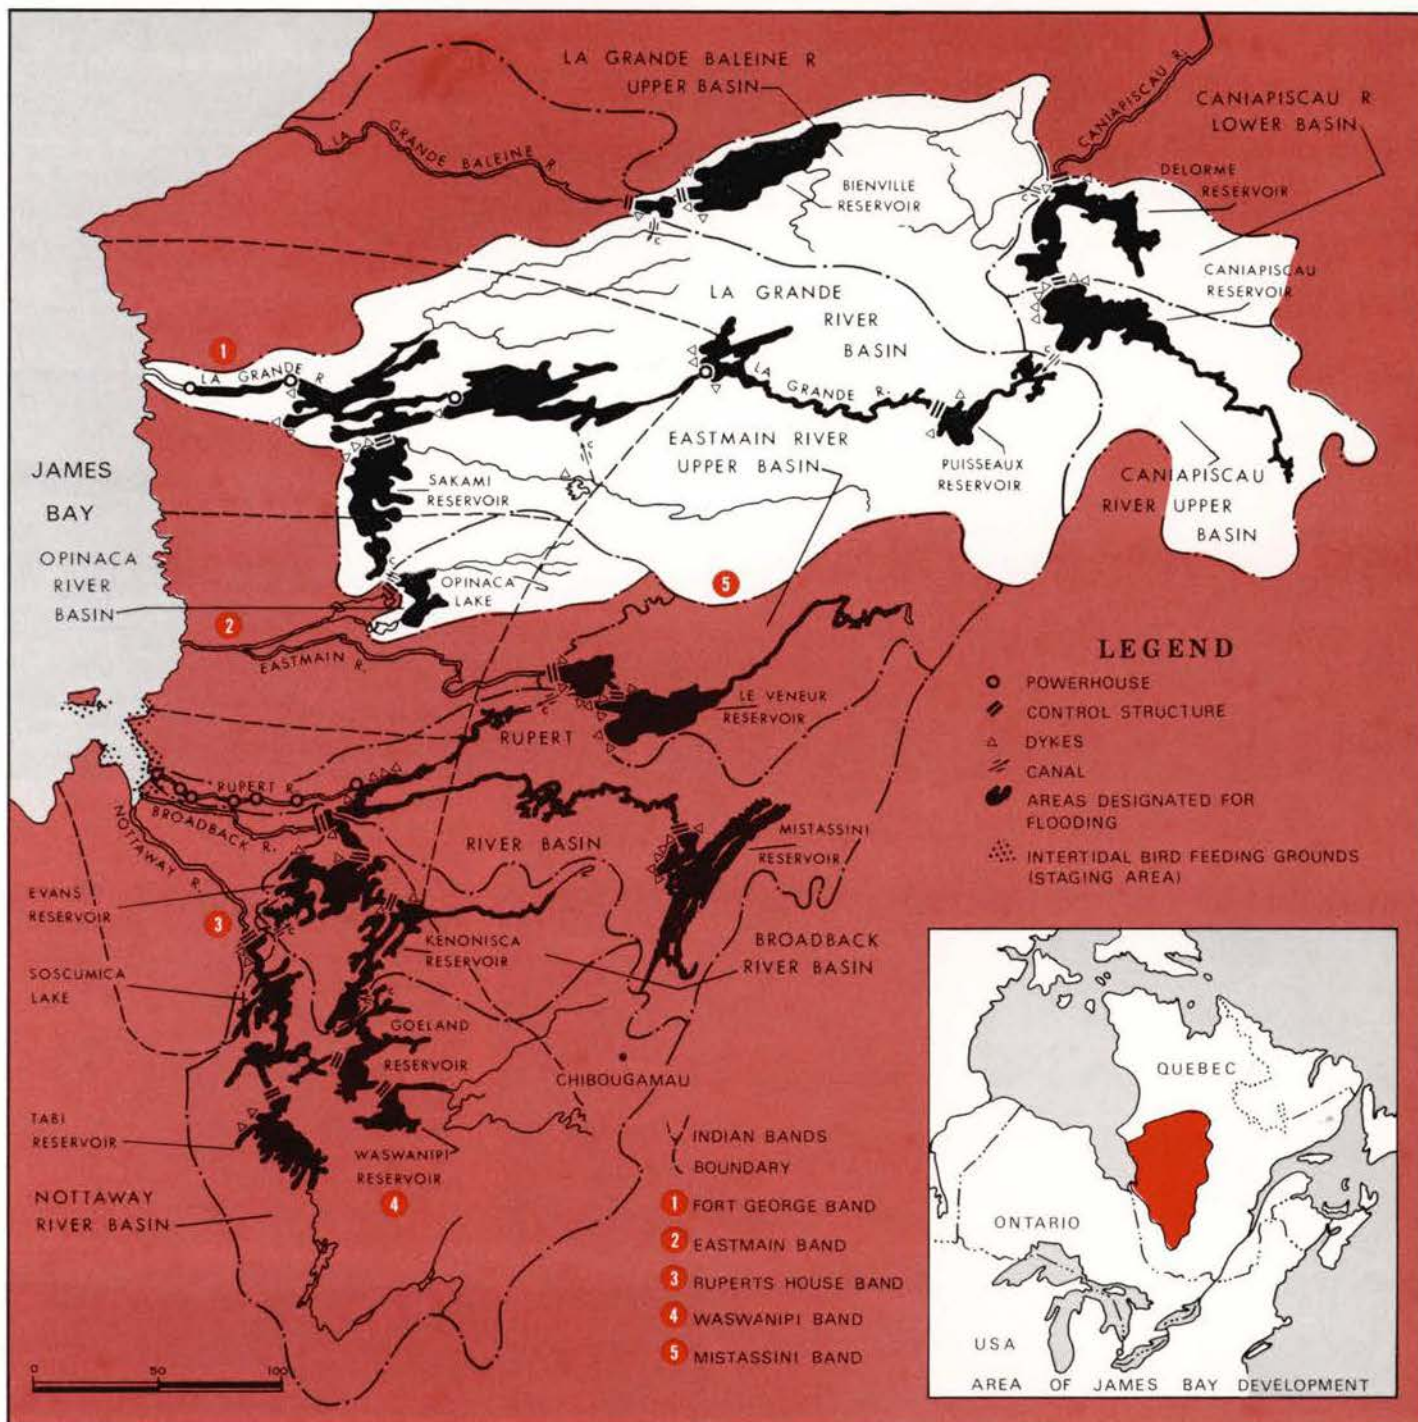 LA GRANDE BALEINE R
UPPER BASIN
CANIAPISCAU R.
CANIAPISCAU R
LOWER BASIN
LA GRANDE BALEINE R.
BIENVILLE
RESERVOIR
DELORME
RESERVOIR
CANIAPISCAU
RESERVOIR
LA GRANDE
RIVER
BASIN
1
LA GRANDE R
LA GRANDE R.
EASTMAIN RIVER
UPPER BASIN
PUISSEAUX
RESERVOIR
CANIAPISCAU
RIVER UPPER
BASIN
JAMES
BAY
SAKAMI
RESERVOIR
OPINACA
RIVER
BASIN
OPINACA
LAKE
5
2
EASTMAIN R.
LE VENEUR
RESERVOIR
RUPERT
RUPERT R.
BROADBACK R.
NOTTAWAY R.
RIVER BASIN
MISTASSINI
RESERVOIR
EVANS
RESERVOIR
3
KENONISCA
RESERVOIR
BROADBACK
RIVER BASIN
SOSCUMICA
LAKE
GOELAND
RESERVOIR
CHIBOUGAMAU
TABI
RESERVOIR
WASWANIPI
RESERVOIR
4
NOTTAWAY
RIVER BASIN
LEGEND
POWERHOUSE
CONTROL STRUCTURE
DYKES
CANAL
AREAS DESIGNATED FOR
FLOODING
INTERTIDAL BIRD FEEDING GROUNDS
(STAGING AREA)
INDIAN BANDS
BOUNDARY
1 FORT GEORGE BAND
2 EASTMAIN BAND
3 RUPERTS HOUSE BAND
4 WASWANIPI BAND
5 MISTASSINI BAND
0 50 100
QUEBEC
ONTARIO
USA
AREA OF JAMES BAY DEVELOPMENT